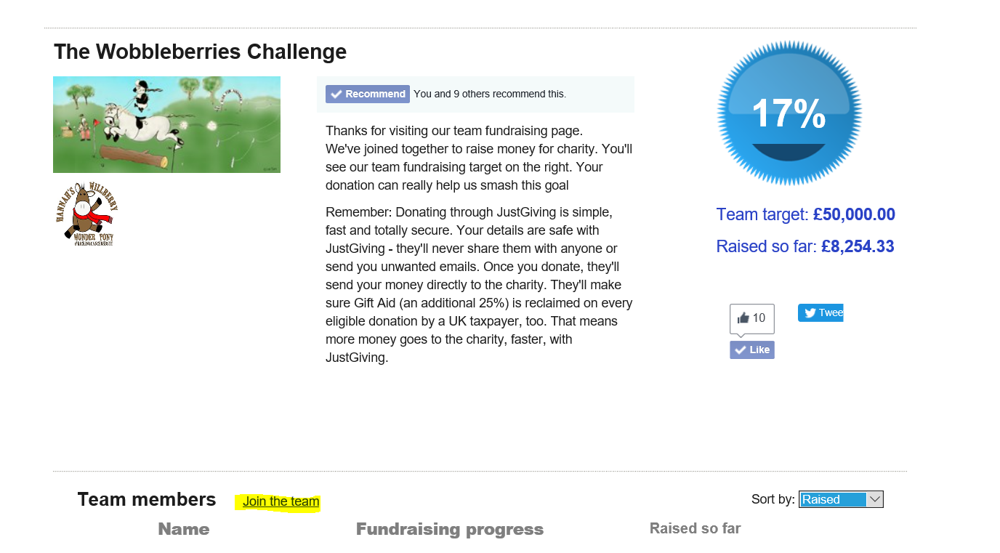 The Wobbleberries Challenge
Recommend You and 9 others recommend this.
17%
Thanks for visiting our team fundraising page.
We've joined together to raise money for charity. You'll
see our team fundraising target on the right. Your
donation can really help us smash this goal
Remember: Donating through JustGiving is simple,
fast and totally secure. Your details are safe with
JustGiving - they'll never share them with anyone or
send you unwanted emails. Once you donate, they'll
send your money directly to the charity. They'll make
sure Gift Aid (an additional 25%) is reclaimed on every
eligible donation by a UK taxpayer, too. That means
more money goes to the charity, faster, with
JustGiving.
HANNAH'S WILLBERRY
WONDER PONY
#KICKINGCANCERSBUTT
Team target: £50,000.00
Raised so far: £8,254.33
10
Like
Twee
Team members Join the team
Sort by: Raised
Name Fundraising progress Raised so far